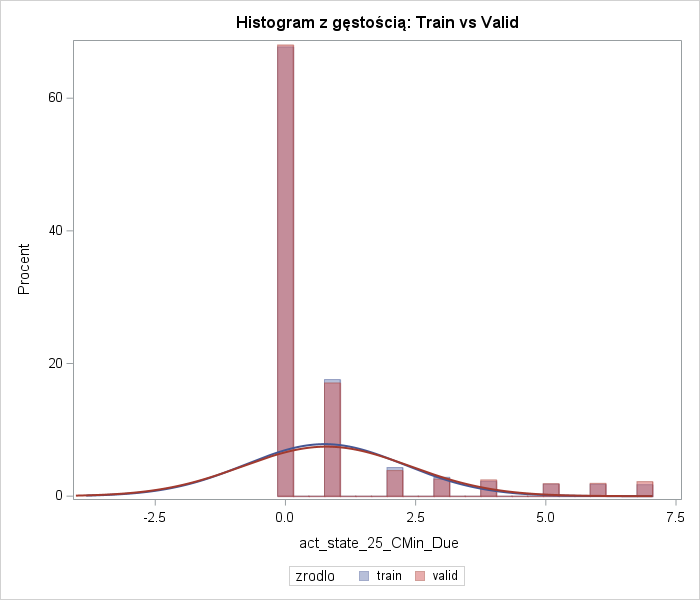 Histogram z gęstością: Train vs Valid
60
40
20
0
Procent
-2.5
0.0
2.5
5.0
7.5
act_state_25_CMin_Due
zrodlo
train
valid